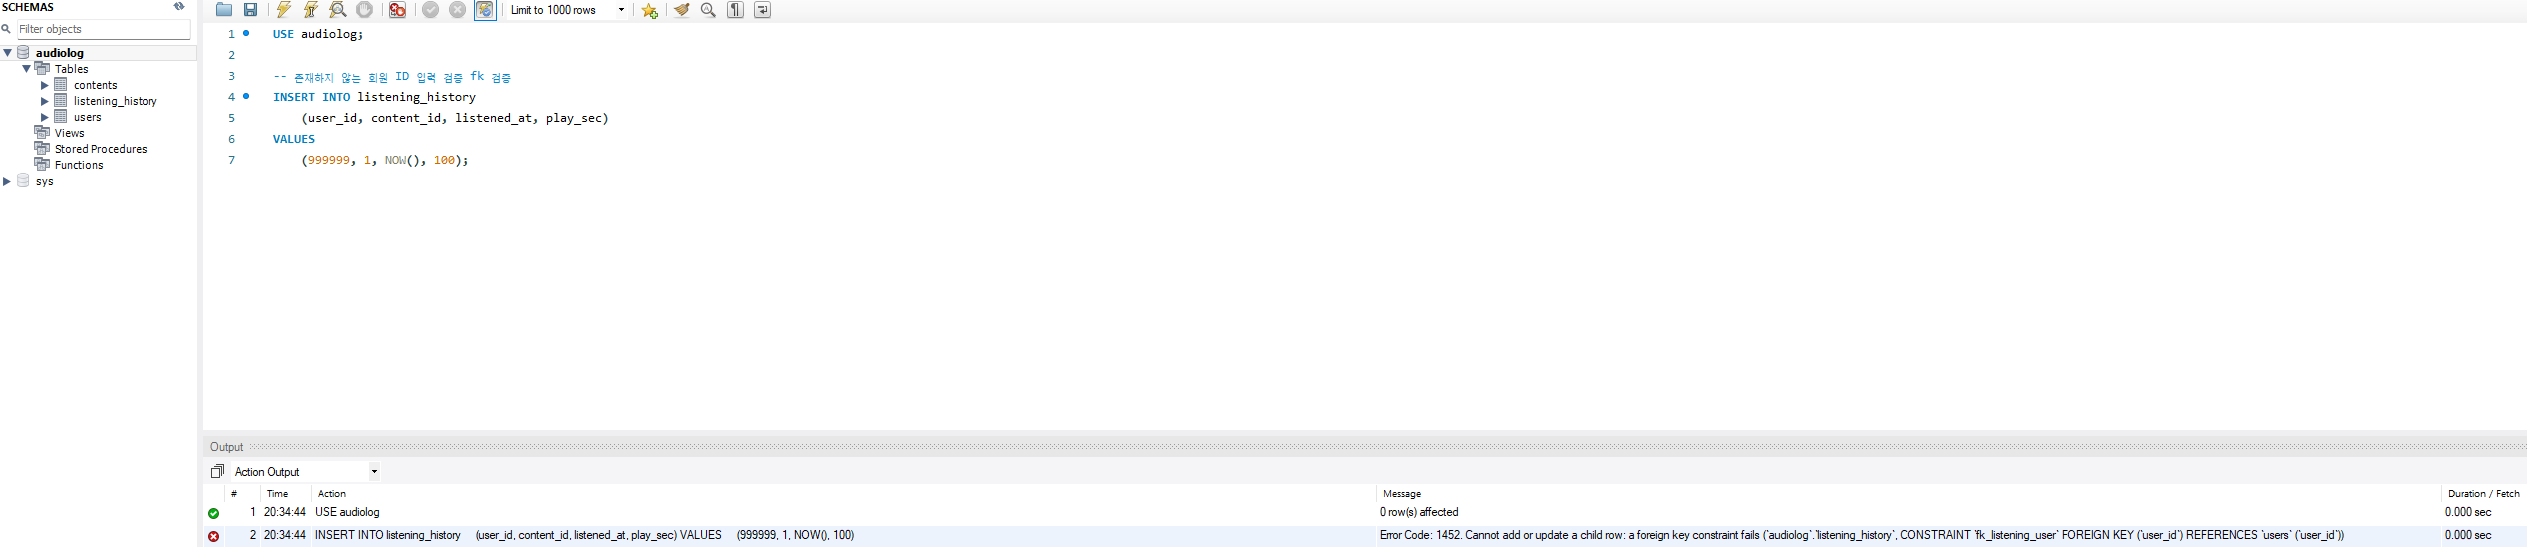 SCHEMAS
Filter objects
audiolog
Tables
contents
listening_history
users
Views
Stored Procedures
Functions
sys
Limit to 1000 rows
1 USE audiolog;
2
3 -- 존재하지 않는 회원 ID 입력 검증 fk 검증
4 INSERT INTO listening_history
5 (user_id, content_id, listened_at, play_sec)
6 VALUES
7 (999999, 1, NOW(), 100);
Output
Action Output
# Time Action Message Duration / Fetch
1 20:34:44 USE audiolog 0 row(s) affected 0.000 sec
2 20:34:44 INSERT INTO listening_history (user_id, content_id, listened_at, play_sec) VALUES (999999, 1, NOW(), 100) Error Code: 1452. Cannot add or update a child row: a foreign key constraint fails (`audiolog`.`listening_history`, CONSTRAINT `fk_listening_user` FOREIGN KEY (`user_id`) REFERENCES `users` (`user_id`)) 0.000 sec